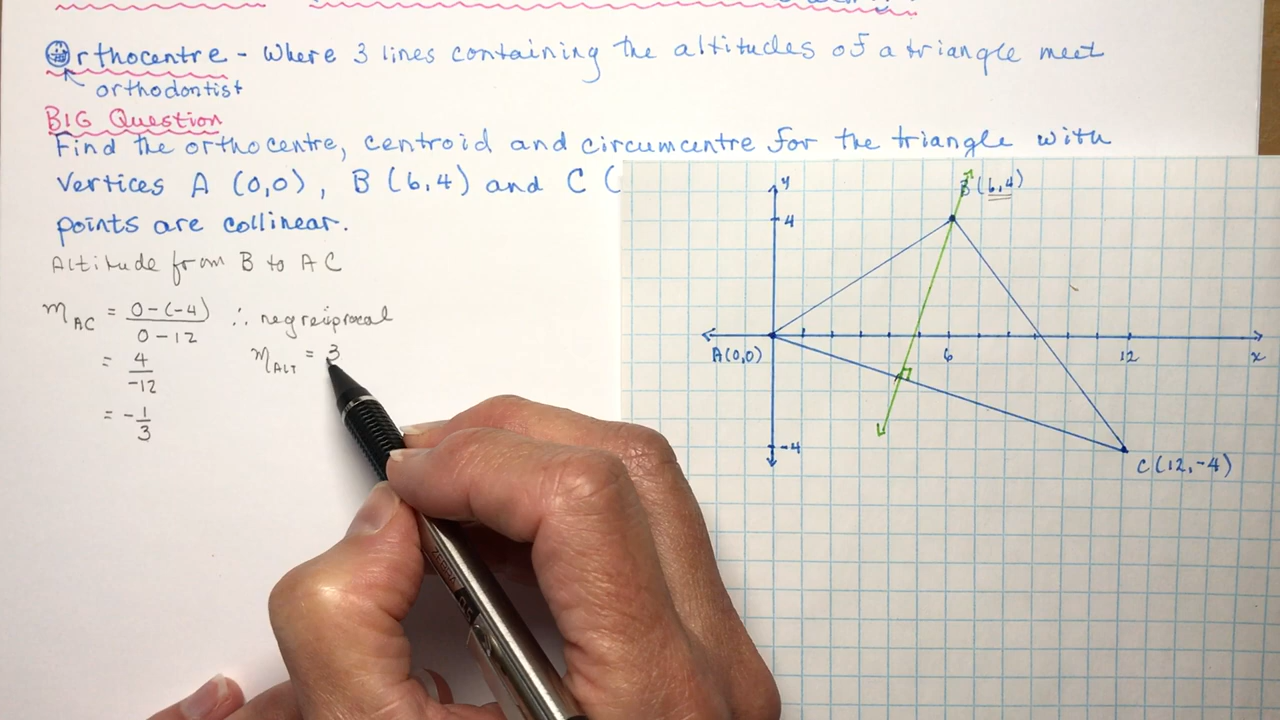 Orthocentre - Where 3 lines containing the altitudes of a triangle meet
orthodontist
BIG Question
Find the orthocentre, centroid and circumcentre for the triangle with
vertices A (0,0), B (6,4) and C (
points are collinear.
Altitude from B to AC
m_AC = 0-(-4) / 0-12 ∴ neg reciprocal
= 4 / -12 m_ALT = 3
= -1/3
y
B(6,4)
4
A(0,0) 6 12 x
-4
C(12,-4)
ZEBRA 0.5